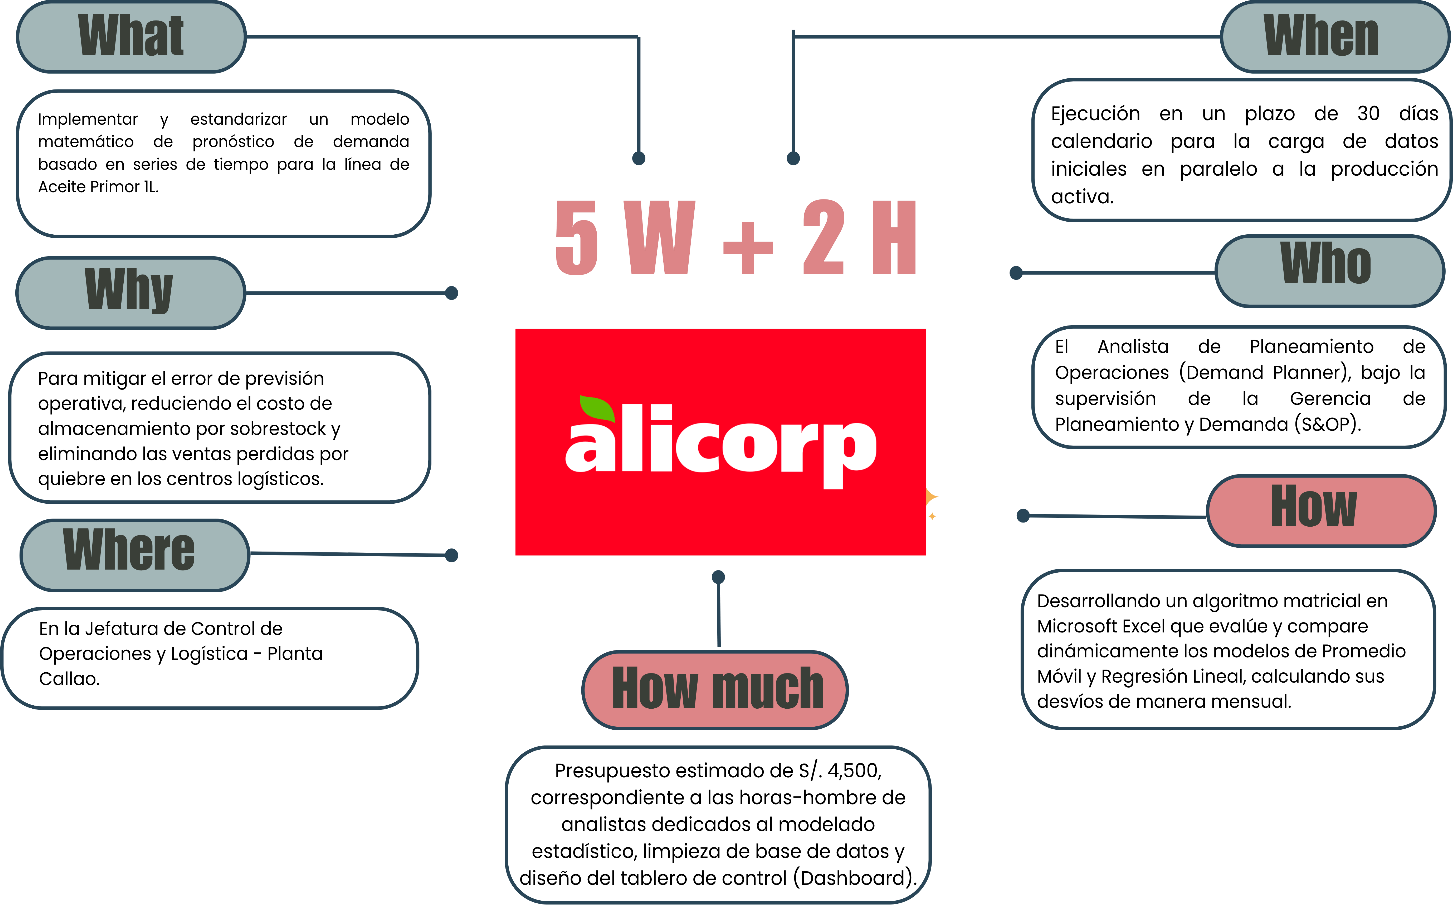 What
Implementar y estandarizar un modelo
matemático de pronóstico de demanda
basado en series de tiempo para la línea de
Aceite Primor 1L.
Why
Para mitigar el error de previsión
operativa, reduciendo el costo de
almacenamiento por sobrestock y
eliminando las ventas perdidas por
quiebre en los centros logísticos.
Where
En la Jefatura de Control de
Operaciones y Logística - Planta
Callao.
5 W + 2 H
alicorp
How much
Presupuesto estimado de S/. 4,500,
correspondiente a las horas-hombre de
analistas dedicados al modelado
estadístico, limpieza de base de datos y
diseño del tablero de control (Dashboard).
When
Ejecución en un plazo de 30 días
calendario para la carga de datos
iniciales en paralelo a la producción
activa.
Who
El Analista de Planeamiento de
Operaciones (Demand Planner), bajo la
supervisión de la Gerencia de
Planeamiento y Demanda (S&OP).
How
Desarrollando un algoritmo matricial en
Microsoft Excel que evalúe y compare
dinámicamente los modelos de Promedio
Móvil y Regresión Lineal, calculando sus
desvíos de manera mensual.